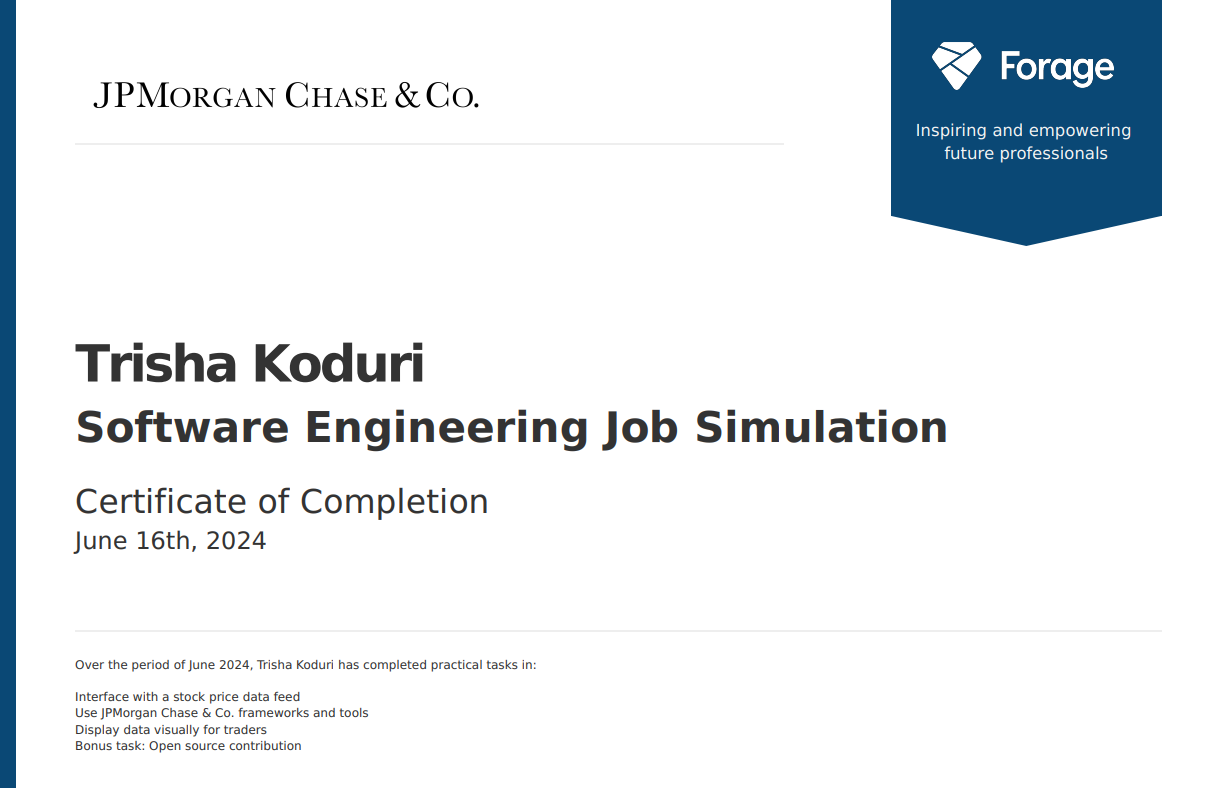 JPMORGAN CHASE & CO.
Forage
Inspiring and empowering
future professionals
Trisha Koduri
Software Engineering Job Simulation
Certificate of Completion
June 16th, 2024
Over the period of June 2024, Trisha Koduri has completed practical tasks in:
Interface with a stock price data feed
Use JPMorgan Chase & Co. frameworks and tools
Display data visually for traders
Bonus task: Open source contribution